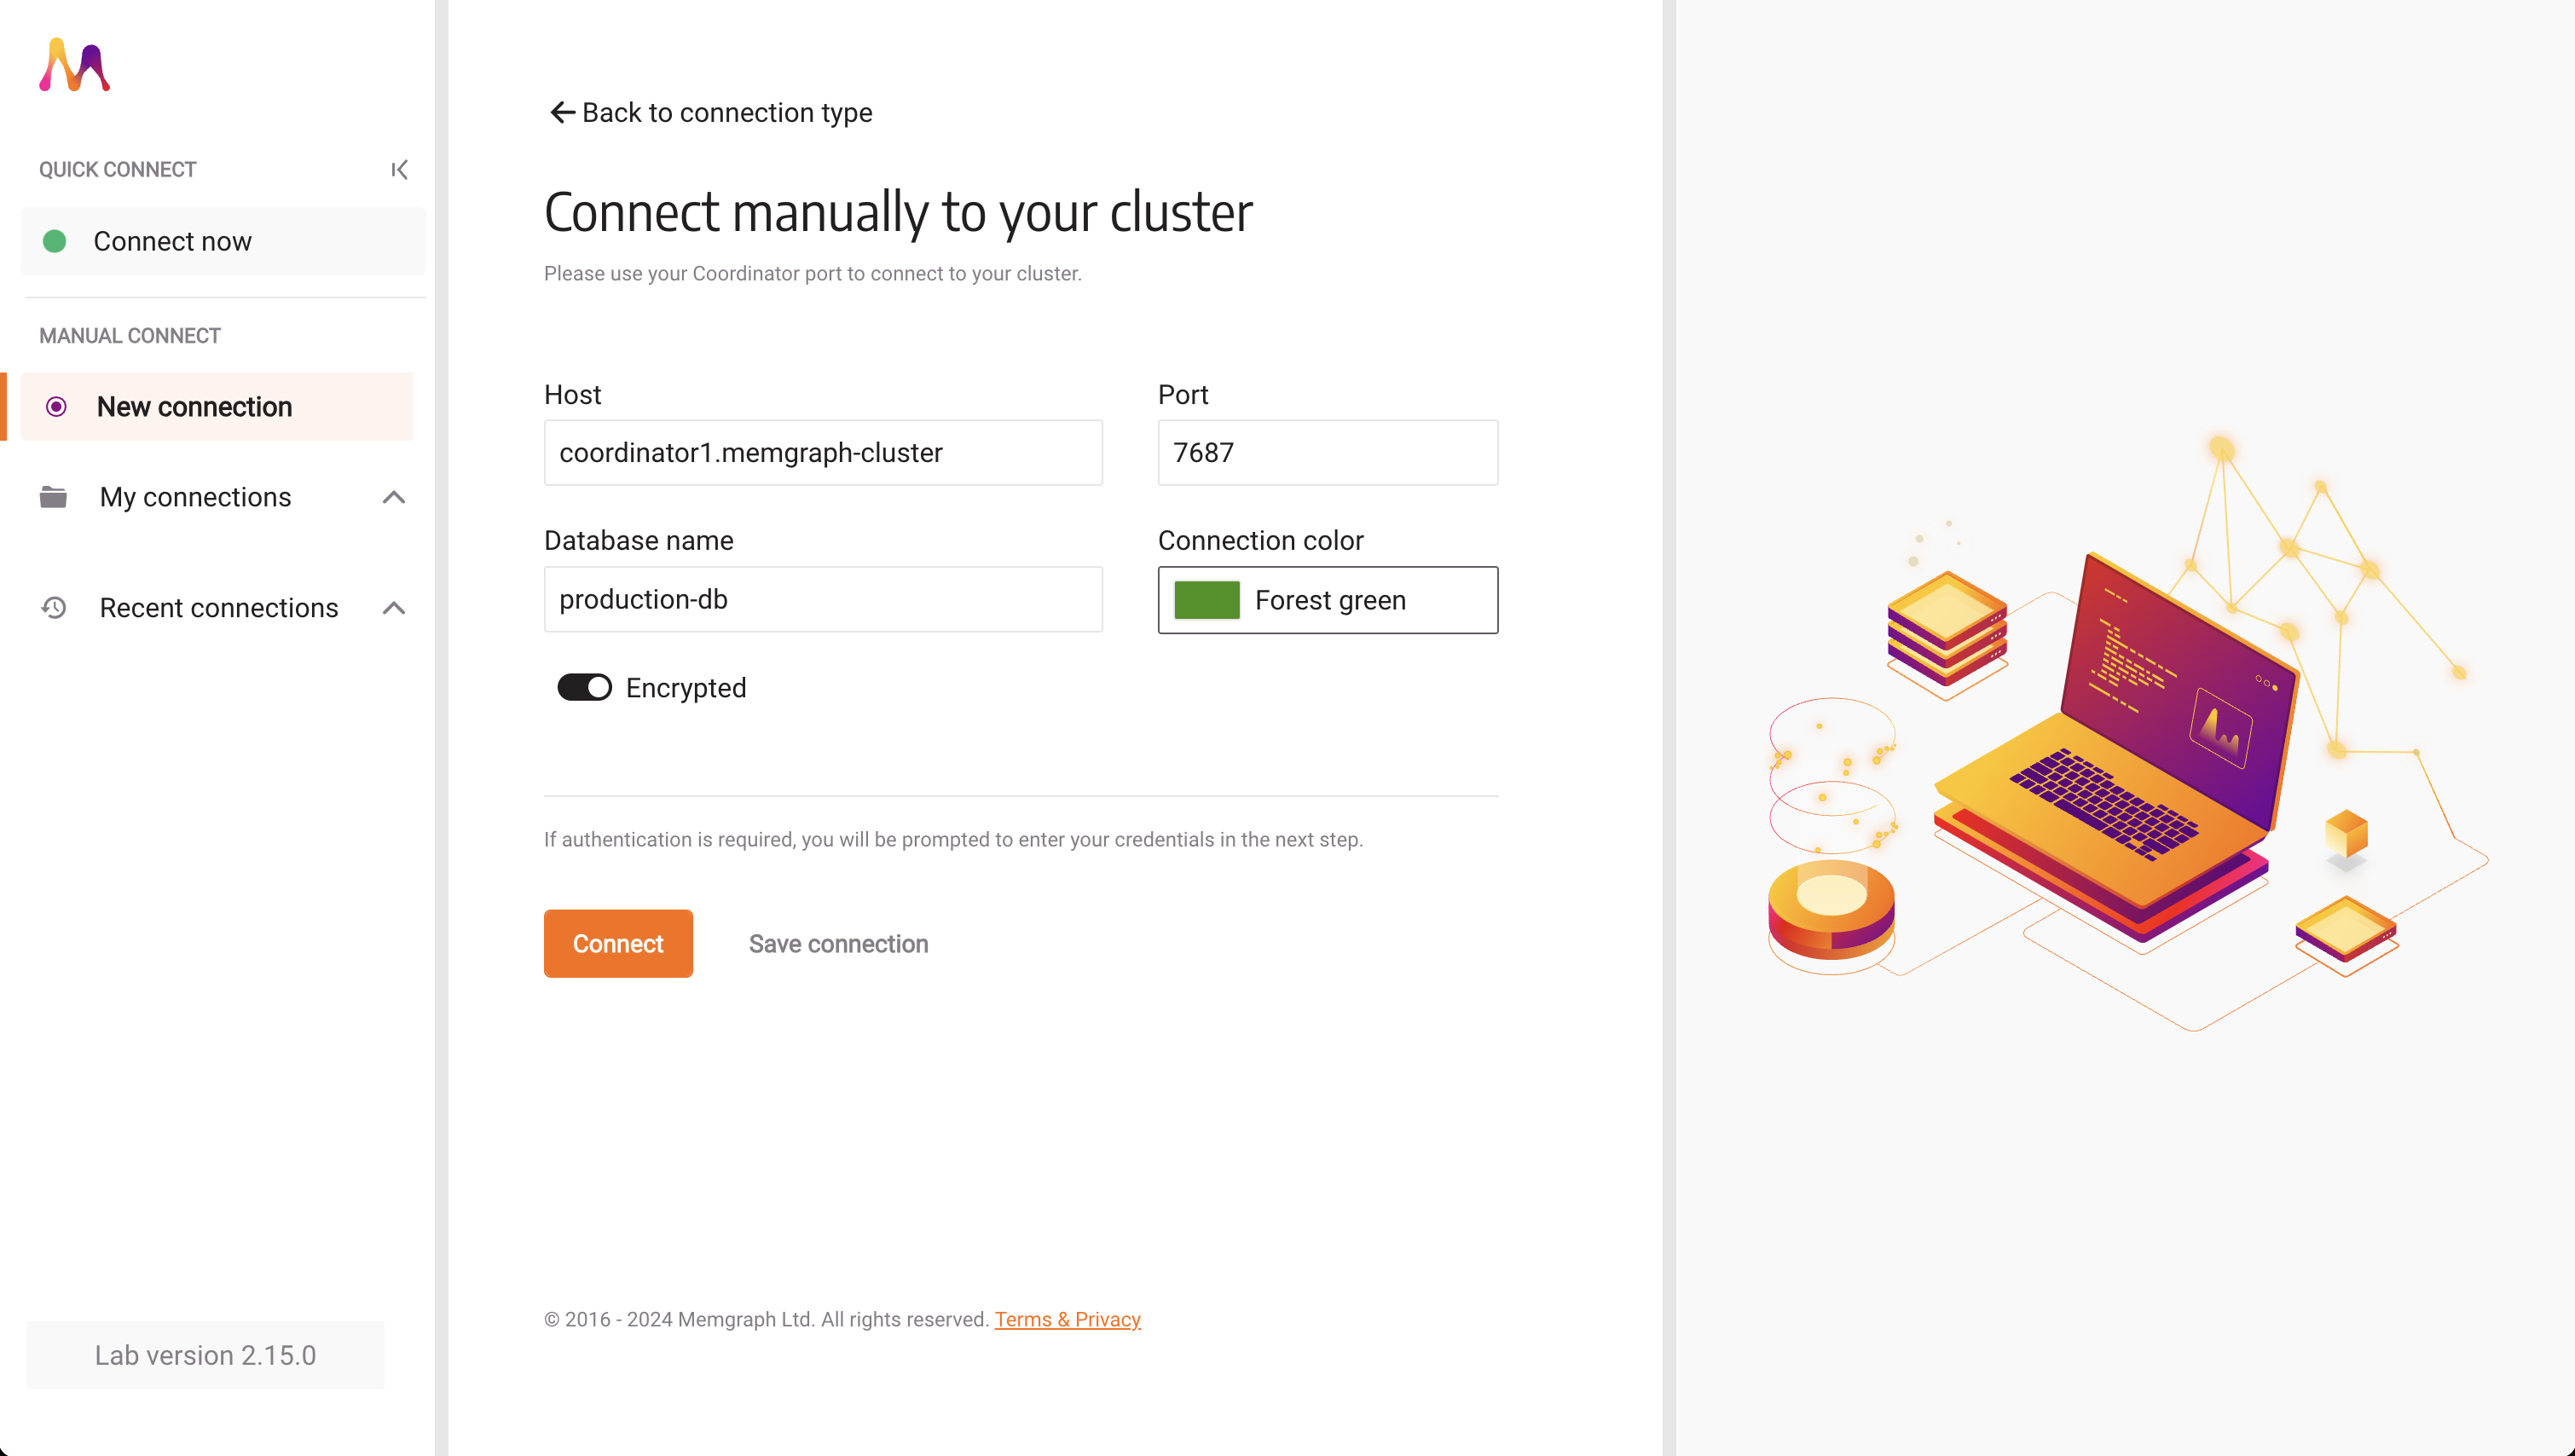 QUICK CONNECT
Connect now
MANUAL CONNECT
New connection
My connections
Recent connections
Lab version 2.15.0
Back to connection type
Connect manually to your cluster
Please use your Coordinator port to connect to your cluster.
Host
Port
coordinator1.memgraph-cluster
7687
Database name
Connection color
production-db
Forest green
Encrypted
If authentication is required, you will be prompted to enter your credentials in the next step.
Connect
Save connection
© 2016 - 2024 Memgraph Ltd. All rights reserved. Terms & Privacy